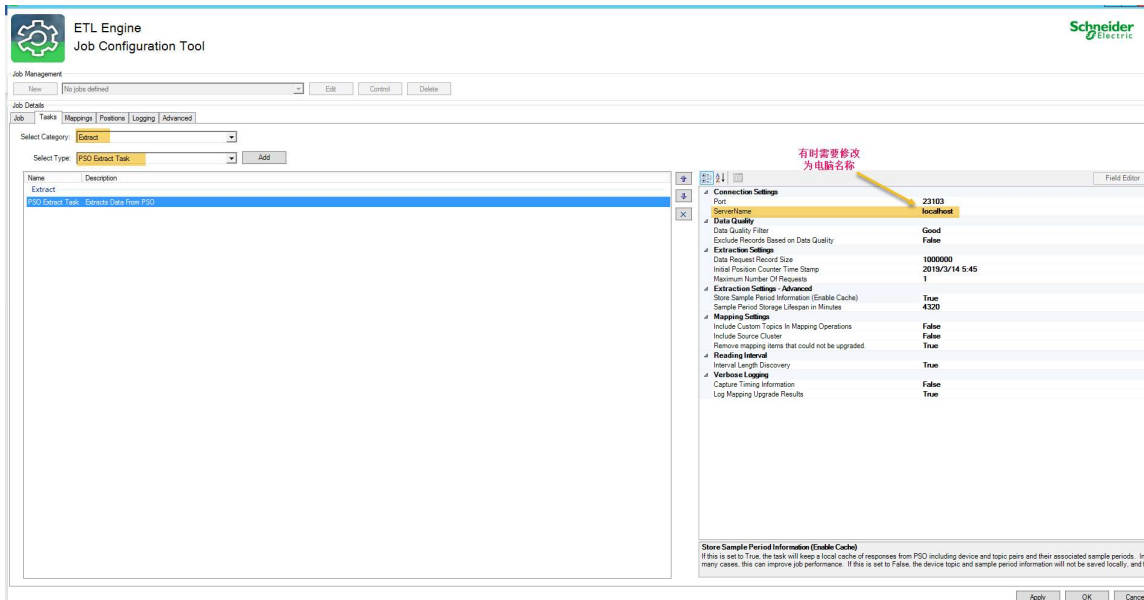 ETL Engine
Job Configuration Tool
Schneider
Electric
Job Management
New No jobs defined Edit Control Delete
Job Details
Job Tasks Mappings Positions Logging Advanced
Select Category: Extract
Select Type: PSO Extract Task Add
有时需要修改
为电脑名称
Name Description
Extract
PSO Extract Task Extracts Data From PSO
Field Editor
Connection Settings
Port 23103
ServerName localhost
Data Quality
Data Quality Filter Good
Exclude Records Based on Data Quality False
Extraction Settings
Data Request Record Size 1000000
Initial Position Counter Time Stamp 2019/3/14 5:45
Maximum Number Of Requests 1
Extraction Settings - Advanced
Store Sample Period Information (Enable Cache) True
Sample Period Storage Lifespan in Minutes 4320
Mapping Settings
Include Custom Topics In Mapping Operations False
Include Source Cluster False
Remove mapping items that could not be upgraded. True
Reading Interval
Interval Length Discovery True
Verbose Logging
Capture Timing Information False
Log Mapping Upgrade Results True
Store Sample Period Information (Enable Cache)
If this is set to True, the task will keep a local cache of responses from PSO including device and topic pairs and their associated sample periods. In
many cases, this can improve job performance. If this is set to False, the device topic and sample period information will not be saved locally, and
Apply OK Cance